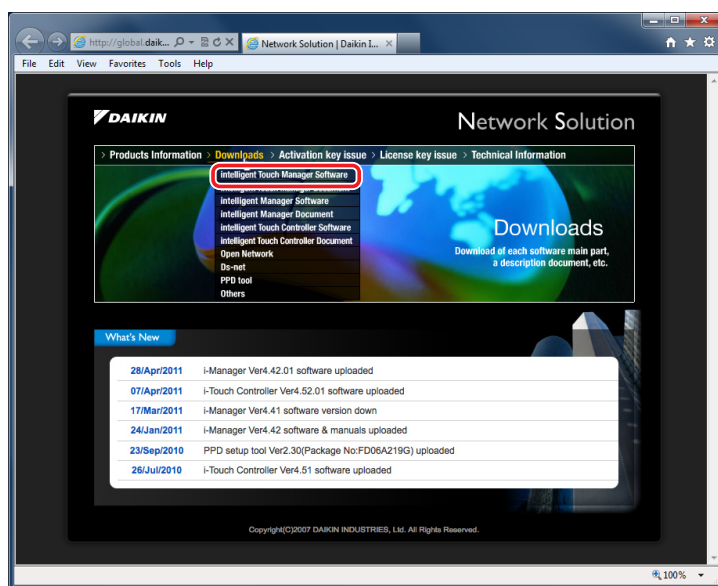 http://global.daik...
Network Solution | Daikin I...
File Edit View Favorites Tools Help
DAIKIN
Network Solution
> Products Information > Downloads > Activation key issue > License key issue > Technical Information
intelligent Touch Manager Software
intelligent Touch Manager Document
intelligent Manager Software
intelligent Manager Document
intelligent Touch Controller Software
intelligent Touch Controller Document
Open Network
Ds-net
PPD tool
Others
Downloads
Download of each software main part,
a description document, etc.
What's New
28/Apr/2011 i-Manager Ver4.42.01 software uploaded
07/Apr/2011 i-Touch Controller Ver4.52.01 software uploaded
17/Mar/2011 i-Manager Ver4.41 software version down
24/Jan/2011 i-Manager Ver4.42 software & manuals uploaded
23/Sep/2010 PPD setup tool Ver2.30(Package No:FD06A219G) uploaded
26/Jul/2010 i-Touch Controller Ver4.51 software uploaded
Copyright(C)2007 DAIKIN INDUSTRIES, Ltd. All Rights Reserved.
100%